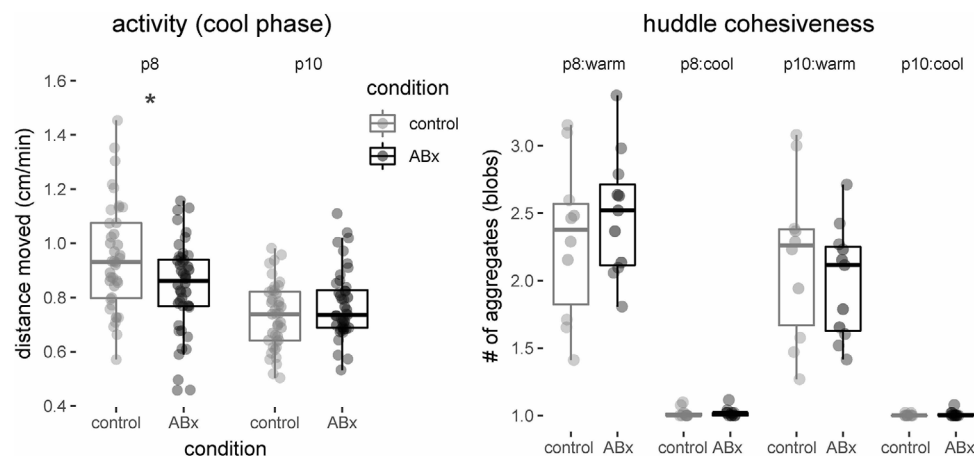 activity (cool phase)
p8
p10
1.6
1.4
1.2
1.0
0.8
0.6
0.4
distance moved (cm/min)
*
condition
control
ABx
control
ABx
control
ABx
condition
huddle cohesiveness
p8:warm
p8:cool
p10:warm
p10:cool
3.0
2.5
2.0
1.5
1.0
# of aggregates (blobs)
control ABx
control ABx
control ABx
control ABx